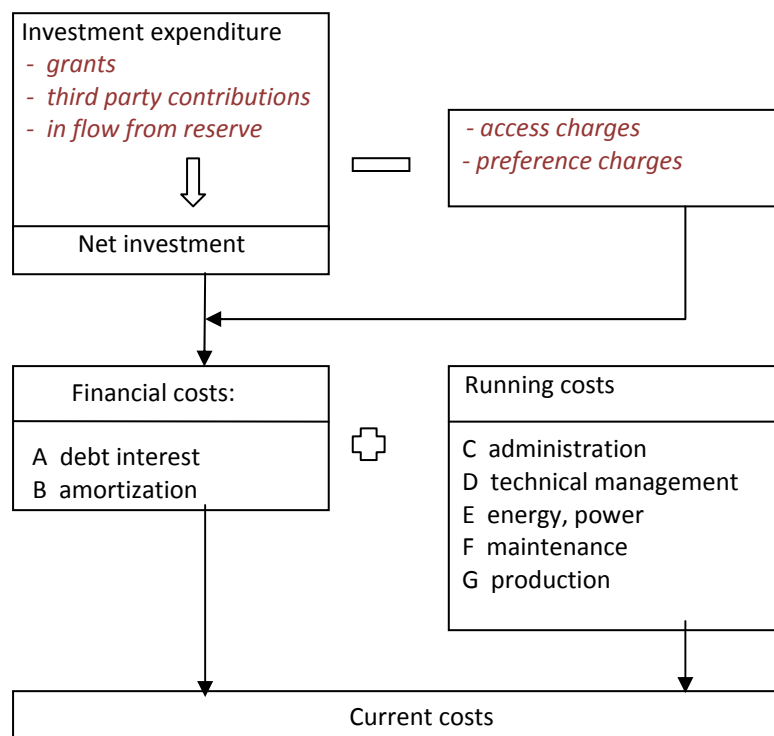 Investment expenditure
- grants
- third party contributions
- in flow from reserve
Net investment
- access charges
- preference charges
Financial costs:
A debt interest
B amortization
Running costs
C administration
D technical management
E energy, power
F maintenance
G production
Current costs